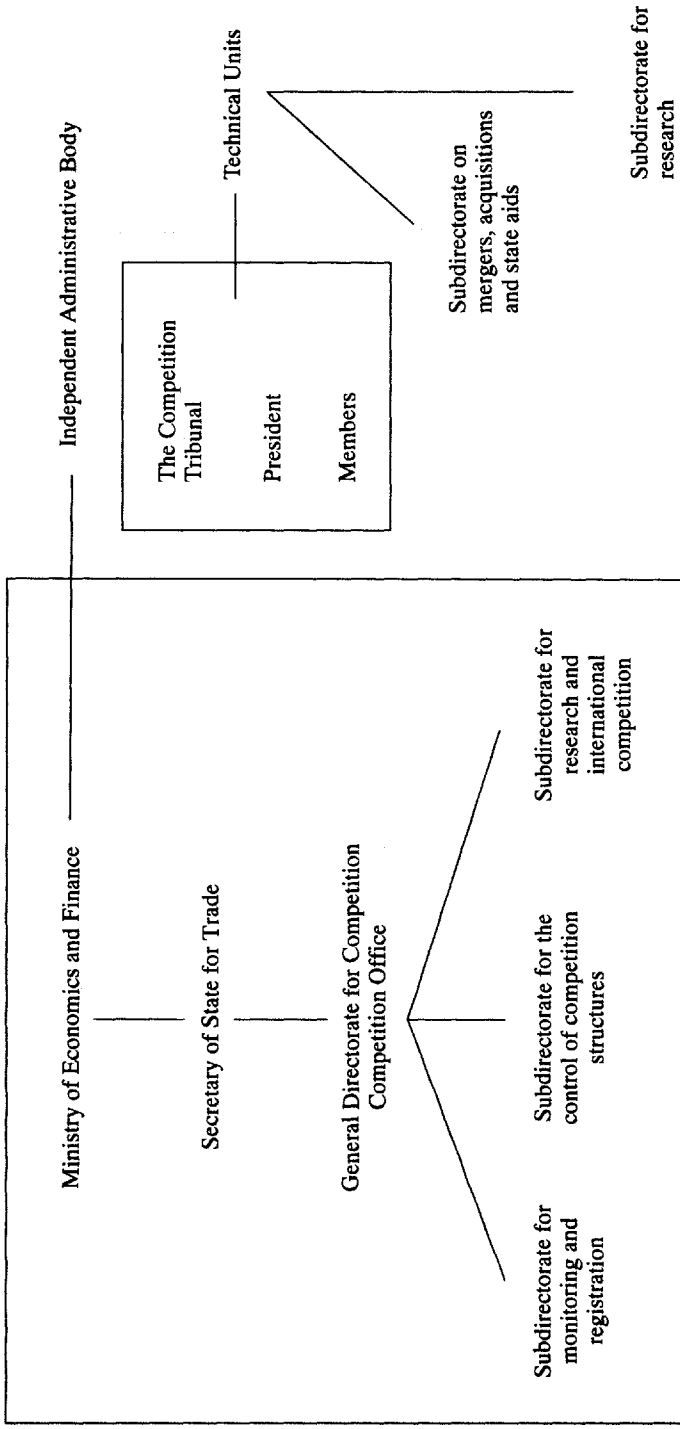 Ministry of Economics and Finance
Independent Administrative Body
Secretary of State for Trade
General Directorate for Competition
Competition Office
Subdirectorate for
monitoring and
registration
Subdirectorate for the
control of competition
structures
Subdirectorate for
research and
international
competition
The Competition
Tribunal
President
Members
Technical Units
Subdirectorate on
mergers, acquisitions
and state aids
Subdirectorate for
research